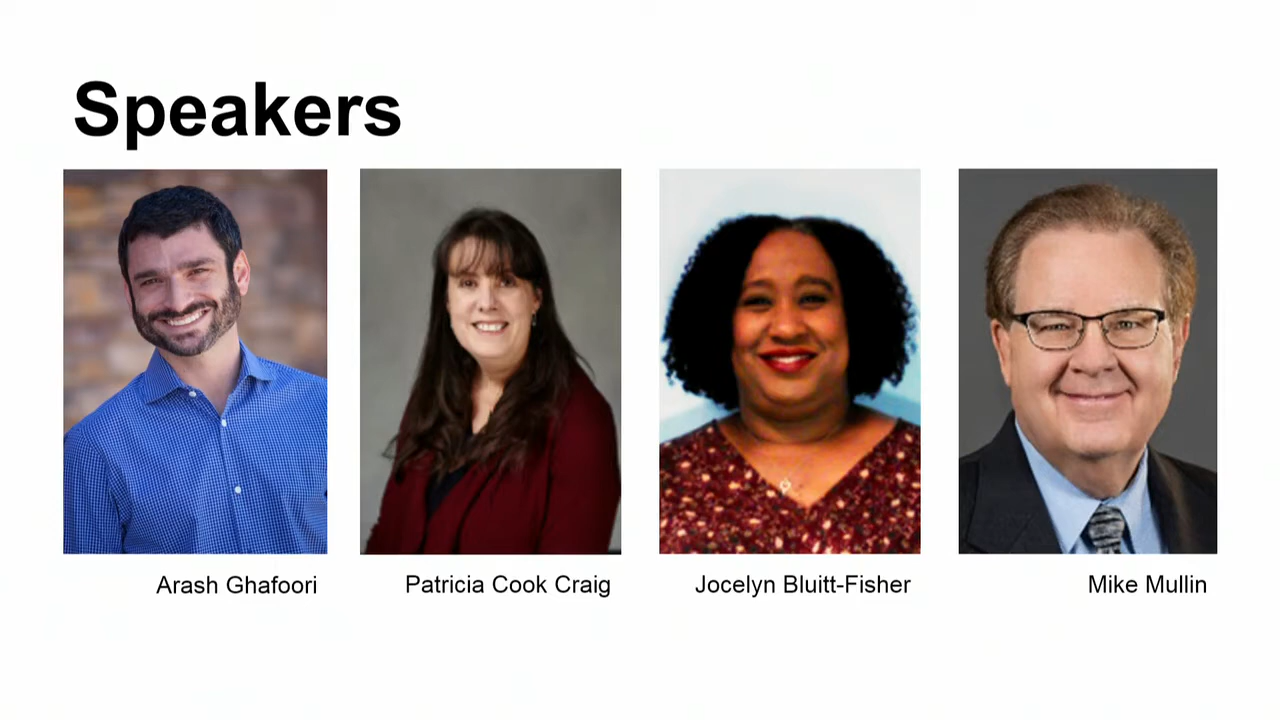 Speakers
Arash Ghafoori
Patricia Cook Craig
Jocelyn Bluitt-Fisher
Mike Mullin